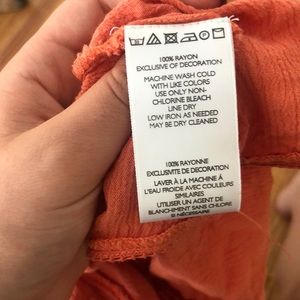 100% RAYON
EXCLUSIVE OF DECORATION
MACHINE WASH COLD
WITH LIKE COLORS
USE ONLY NON-
CHLORINE BLEACH
LINE DRY
LOW IRON AS NEEDED
MAY BE DRY CLEANED
100% RAYONNE
EXCLUSIVITE DE DECORATION
LAVER À LA MACHINE À
L'EAU FROIDE AVEC COULEURS
SIMILAIRES
UTILISER UN AGENT DE
BLANCHIMENT SANS CHLORE
SI NÉCESSAIRE